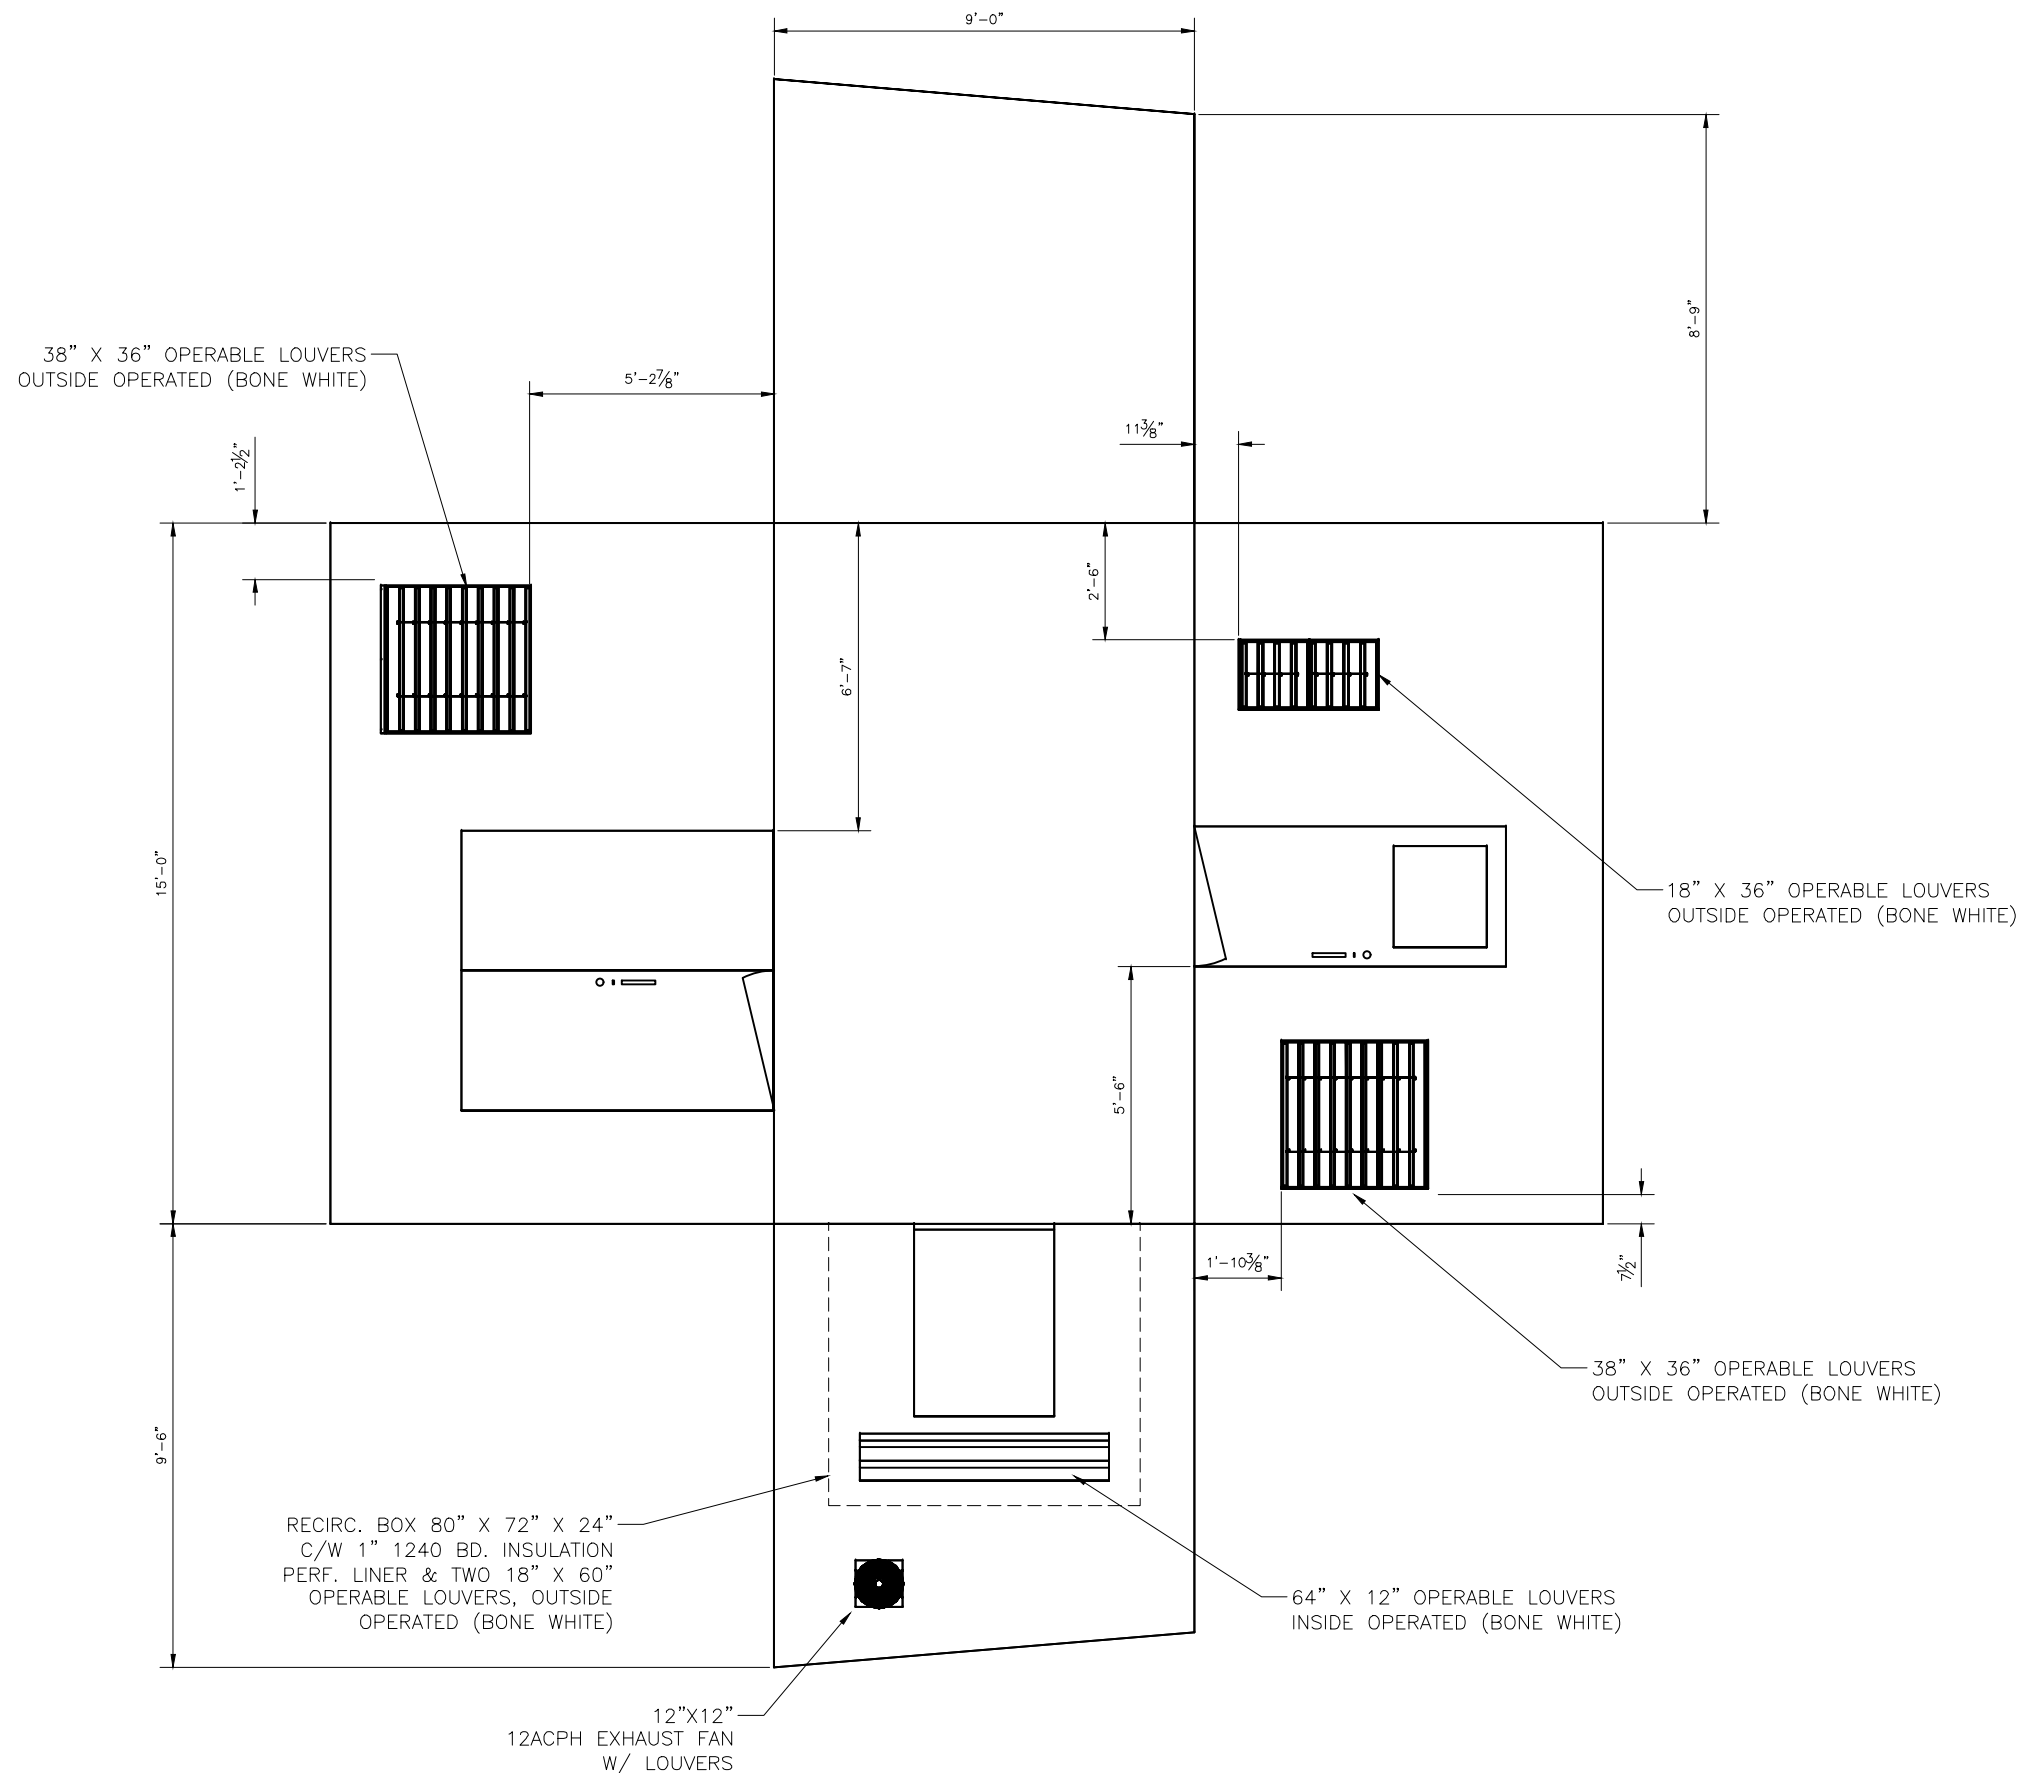 9'-0"
8'-9"
38" X 36" OPERABLE LOUVERS
OUTSIDE OPERATED (BONE WHITE)
5'-2⅞"
11⅜"
1'-2½"
2'-6"
6'-7"
15'-0"
18" X 36" OPERABLE LOUVERS
OUTSIDE OPERATED (BONE WHITE)
5'-6"
1'-10⅜"
7½"
38" X 36" OPERABLE LOUVERS
OUTSIDE OPERATED (BONE WHITE)
9'-6"
RECIRC. BOX 80" X 72" X 24"
C/W 1" 1240 BD. INSULATION
PERF. LINER & TWO 18" X 60"
OPERABLE LOUVERS, OUTSIDE
OPERATED (BONE WHITE)
64" X 12" OPERABLE LOUVERS
INSIDE OPERATED (BONE WHITE)
12"X12"
12ACPH EXHAUST FAN
W/ LOUVERS